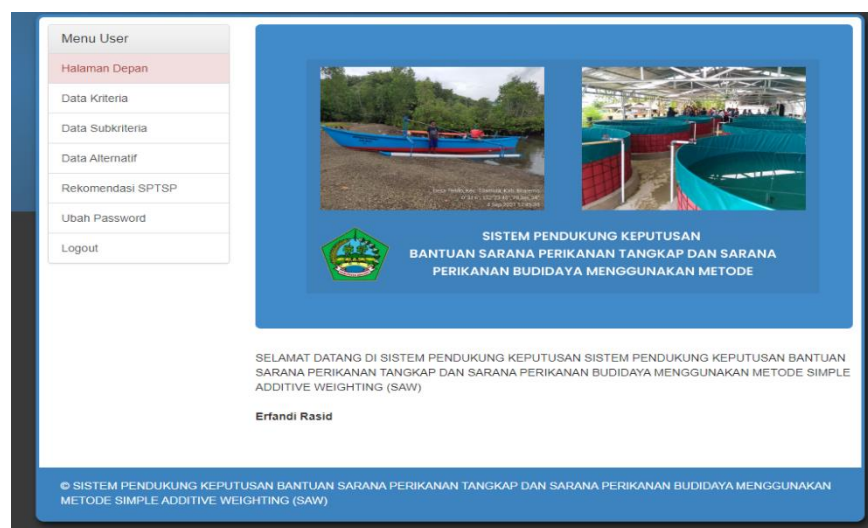 Menu User
Halaman Depan
Data Kriteria
Data Subkriteria
Data Alternatif
Rekomendasi SPTSP
Ubah Password
Logout
SISTEM PENDUKUNG KEPUTUSAN
BANTUAN SARANA PERIKANAN TANGKAP DAN SARANA
PERIKANAN BUDIDAYA MENGGUNAKAN METODE
SELAMAT DATANG DI SISTEM PENDUKUNG KEPUTUSAN SISTEM PENDUKUNG KEPUTUSAN BANTUAN
SARANA PERIKANAN TANGKAP DAN SARANA PERIKANAN BUDIDAYA MENGGUNAKAN METODE SIMPLE
ADDITIVE WEIGHTING (SAW)
Erfandi Rasid
© SISTEM PENDUKUNG KEPUTUSAN BANTUAN SARANA PERIKANAN TANGKAP DAN SARANA PERIKANAN BUDIDAYA MENGGUNAKAN
METODE SIMPLE ADDITIVE WEIGHTING (SAW)